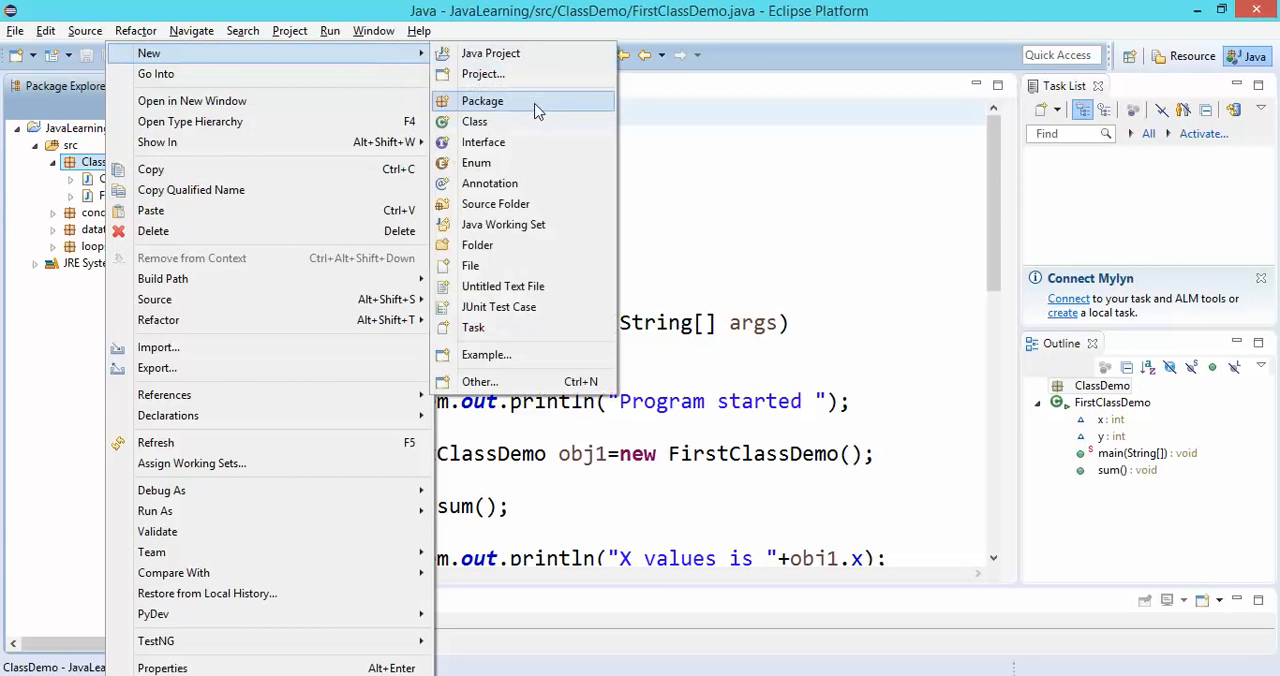 Java - JavaLearning/src/ClassDemo/FirstClassDemo.java - Eclipse Platform
File Edit Source Refactor Navigate Search Project Run Window Help
Quick Access Resource Java
Package Explore
JavaLearning
src
Class
C
F
cond
datat
loops
JRE Syste
New
Go Into
Open in New Window
Open Type Hierarchy F4
Show In Alt+Shift+W
Copy Ctrl+C
Copy Qualified Name
Paste Ctrl+V
Delete Delete
Remove from Context Ctrl+Alt+Shift+Down
Build Path
Source Alt+Shift+S
Refactor Alt+Shift+T
Import...
Export...
References
Declarations
Refresh F5
Assign Working Sets...
Debug As
Run As
Validate
Team
Compare With
Restore from Local History...
PyDev
TestNG
Properties Alt+Enter
Java Project
Project...
Package
Class
Interface
Enum
Annotation
Source Folder
Java Working Set
Folder
File
Untitled Text File
JUnit Test Case
Task
Example...
Other... Ctrl+N
String[] args)
m.out.println("Program started ");
ClassDemo obj1=new FirstClassDemo();
sum();
m.out.println("X values is "+obj1.x);
Task List
Find All Activate...
Connect Mylyn
Connect to your task and ALM tools or
create a local task.
Outline
ClassDemo
FirstClassDemo
x : int
y : int
main(String[]) : void
sum() : void
ClassDemo - JavaLea